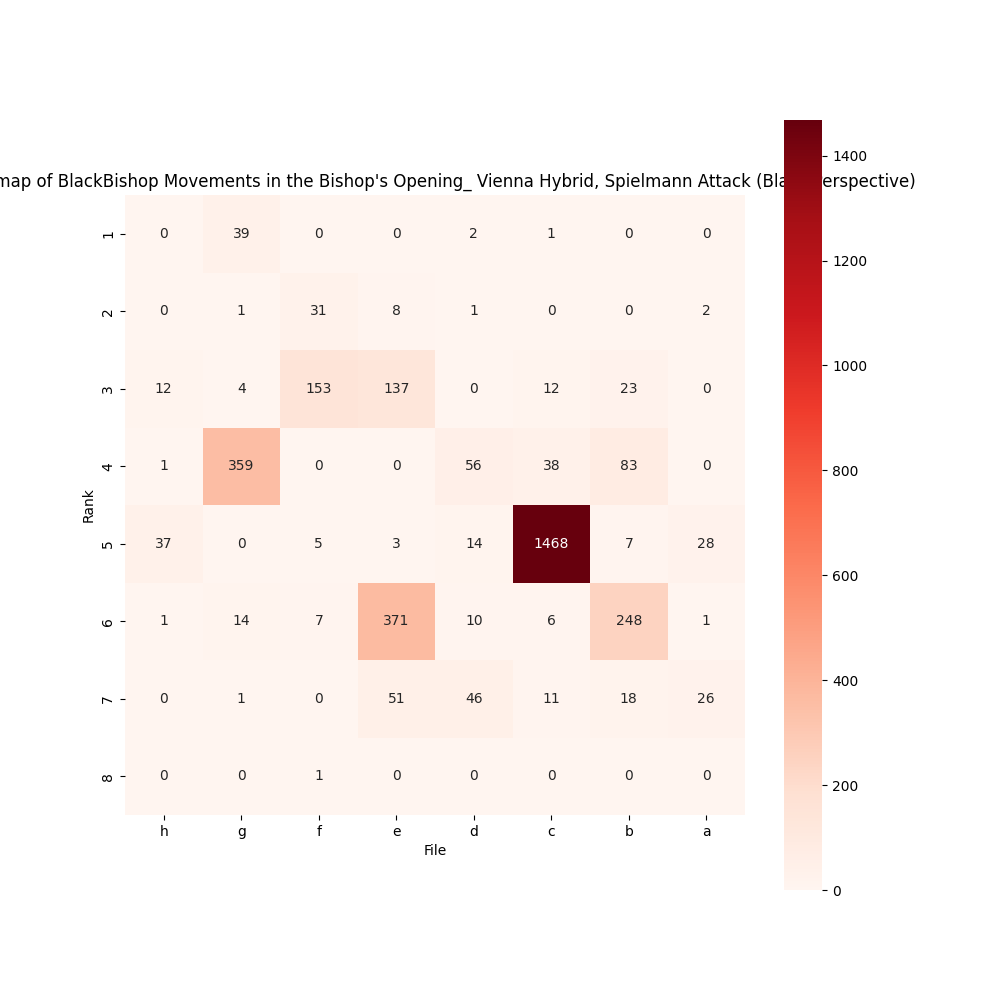 map of BlackBishop Movements in the Bishop's Opening_ Vienna Hybrid, Spielmann Attack (Bla erspective)
1400
1200
1000
800
600
400
200
0
Rank
1 0 39 0 0 2 1 0 0
2 0 1 31 8 1 0 0 2
3 12 4 153 137 0 12 23 0
4 1 359 0 0 56 38 83 0
5 37 0 5 3 14 1468 7 28
6 1 14 7 371 10 6 248 1
7 0 1 0 51 46 11 18 26
8 0 0 1 0 0 0 0 0
h g f e d c b a
File